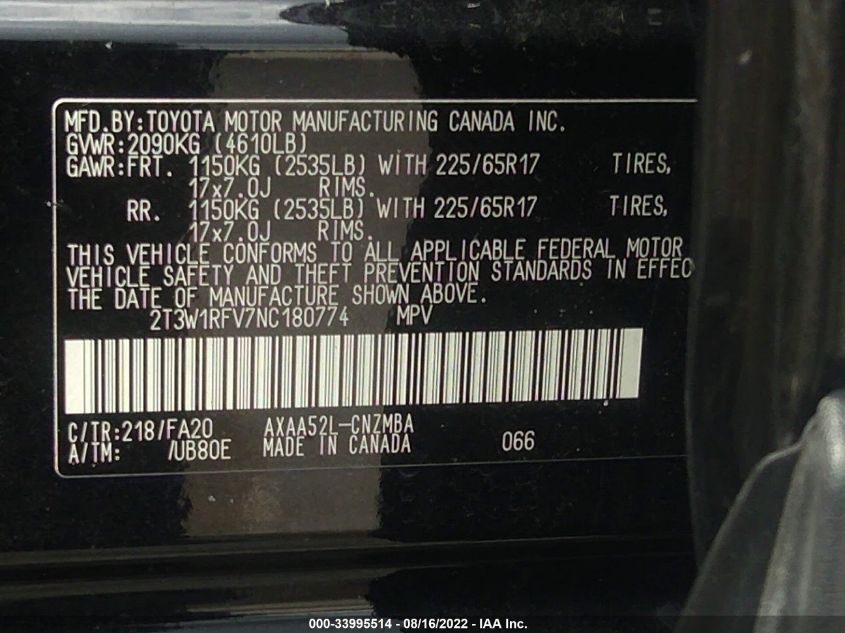 MFD.BY:TOYOTA MOTOR MANUFACTURING CANADA INC.
GVWR:2090KG (4610LB)
GAWR:FRT. 1150KG (2535LB) WITH 225/65R17 TIRES,
17x7.0J RIMS.
RR. 1150KG (2535LB) WITH 225/65R17 TIRES,
17x7.0J RIMS.
THIS VEHICLE CONFORMS TO ALL APPLICABLE FEDERAL MOTOR
VEHICLE SAFETY AND THEFT PREVENTION STANDARDS IN EFFEC
THE DATE OF MANUFACTURE SHOWN ABOVE.
2T3W1RFV7NC180774 MPV
C/TR:218/FA20 AXAA52L-CNZMBA
A/TM: /UB80E MADE IN CANADA 066
000-33995514 - 08/16/2022 - IAA Inc.